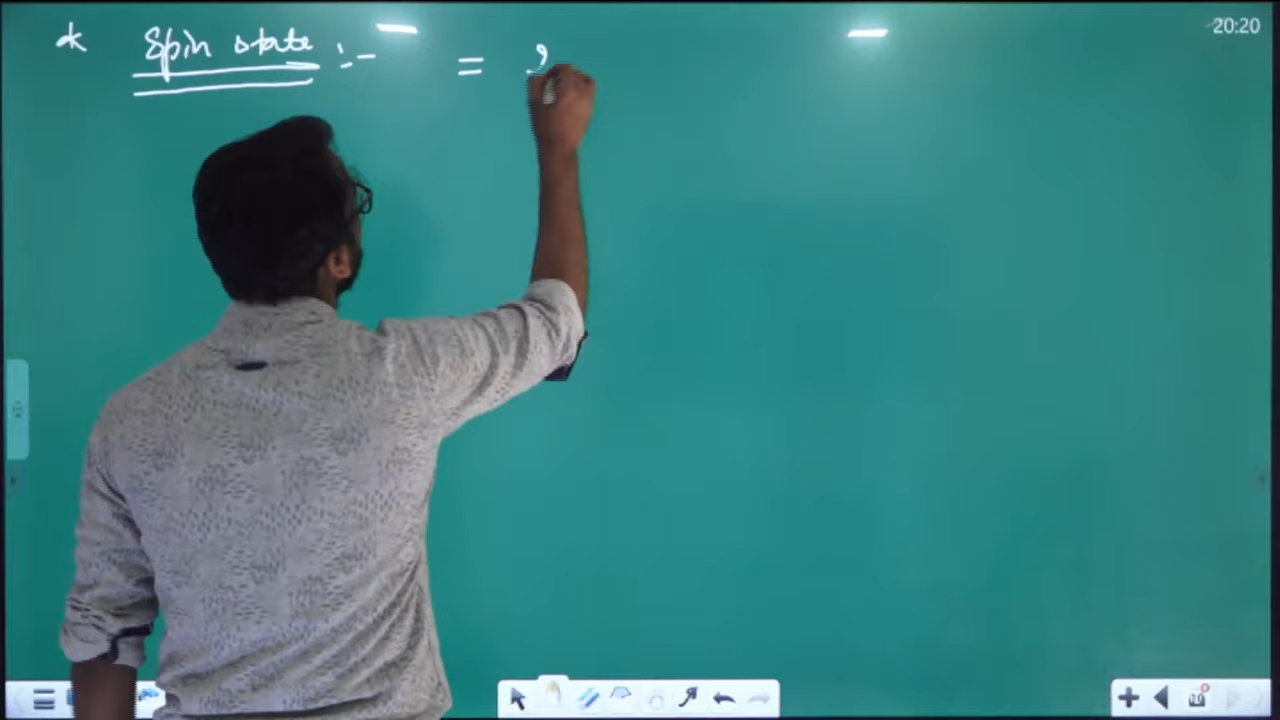 * Spin state :- =
20:20